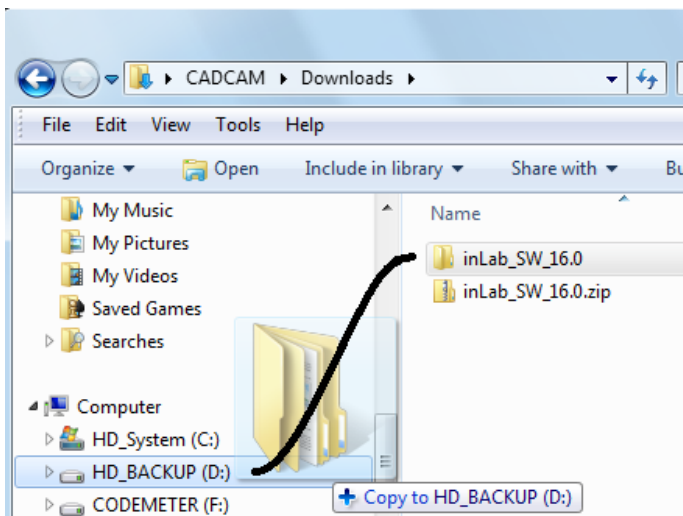 CADCAM Downloads
File Edit View Tools Help
Organize Open Include in library Share with Bu
My Music
My Pictures
My Videos
Saved Games
Searches
Computer
HD_System (C:)
HD_BACKUP (D:)
CODEMETER (F:)
Name
inLab_SW_16.0
inLab_SW_16.0.zip
Copy to HD_BACKUP (D:)